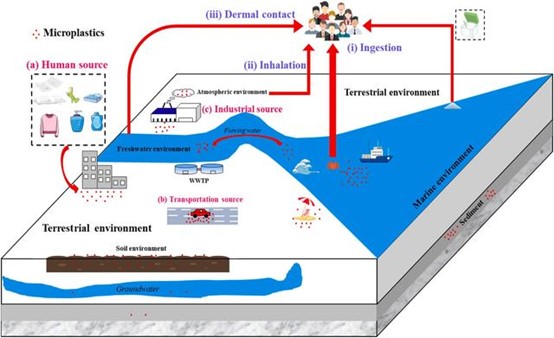 (iii) Dermal contact
Microplastics
(a) Human source
(i) Ingestion
(ii) Inhalation
Atmospheric environment
Terrestrial environment
(c) Industrial source
Flowing water
Freshwater environment
WWTP
(b) Transportation source
Marine environment
Sediment
Terrestrial environment
Soil environment
Groundwater